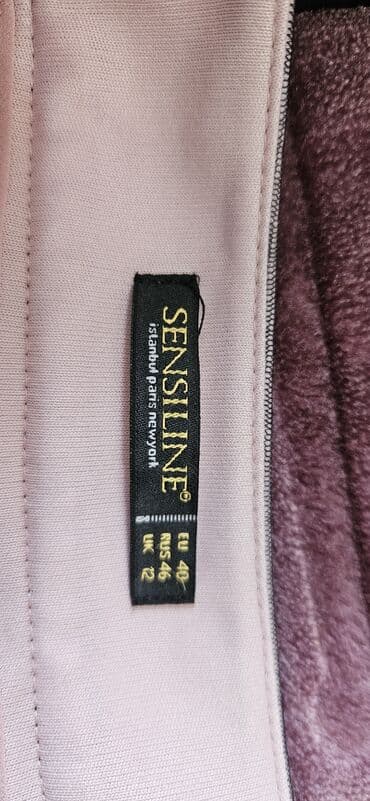 SENSILINE®
istanbul paris newyork
EU 40
RUS 46
UK 12